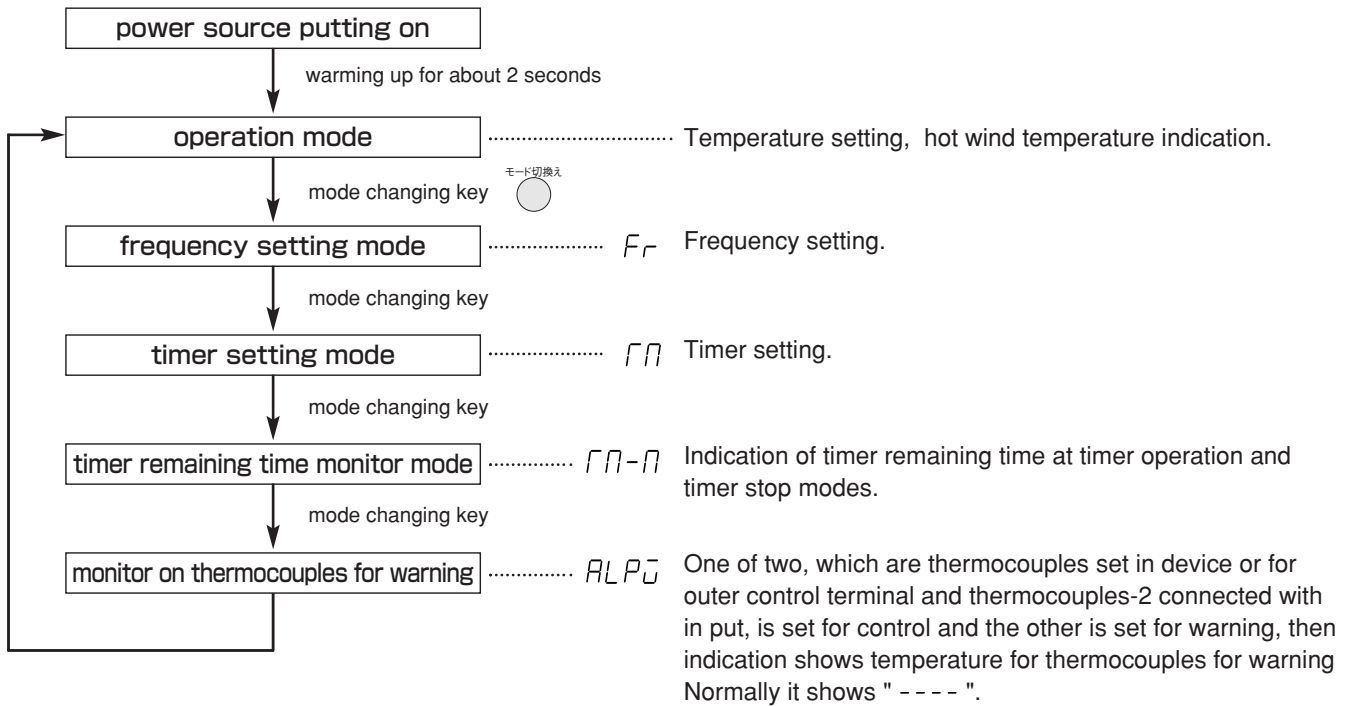 power source putting on
warming up for about 2 seconds
operation mode
Temperature setting, hot wind temperature indication.
モード切換え
mode changing key
frequency setting mode
Fr
Frequency setting.
mode changing key
timer setting mode
ΓΠ
Timer setting.
mode changing key
timer remaining time monitor mode
ΓΠ-Π
Indication of timer remaining time at timer operation and
timer stop modes.
mode changing key
monitor on thermocouples for warning
ALPū
One of two, which are thermocouples set in device or for
outer control terminal and thermocouples-2 connected with
in put, is set for control and the other is set for warning, then
indication shows temperature for thermocouples for warning
Normally it shows " ---- ".